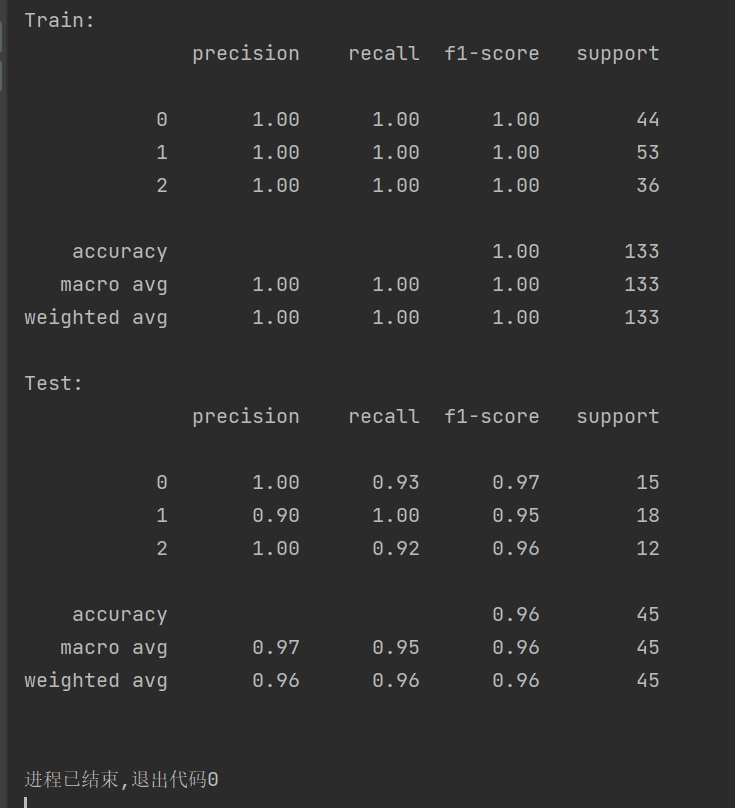 Train:
precision recall f1-score support
0 1.00 1.00 1.00 44
1 1.00 1.00 1.00 53
2 1.00 1.00 1.00 36
accuracy 1.00 133
macro avg 1.00 1.00 1.00 133
weighted avg 1.00 1.00 1.00 133
Test:
precision recall f1-score support
0 1.00 0.93 0.97 15
1 0.90 1.00 0.95 18
2 1.00 0.92 0.96 12
accuracy 0.96 45
macro avg 0.97 0.95 0.96 45
weighted avg 0.96 0.96 0.96 45
进程已结束,退出代码0